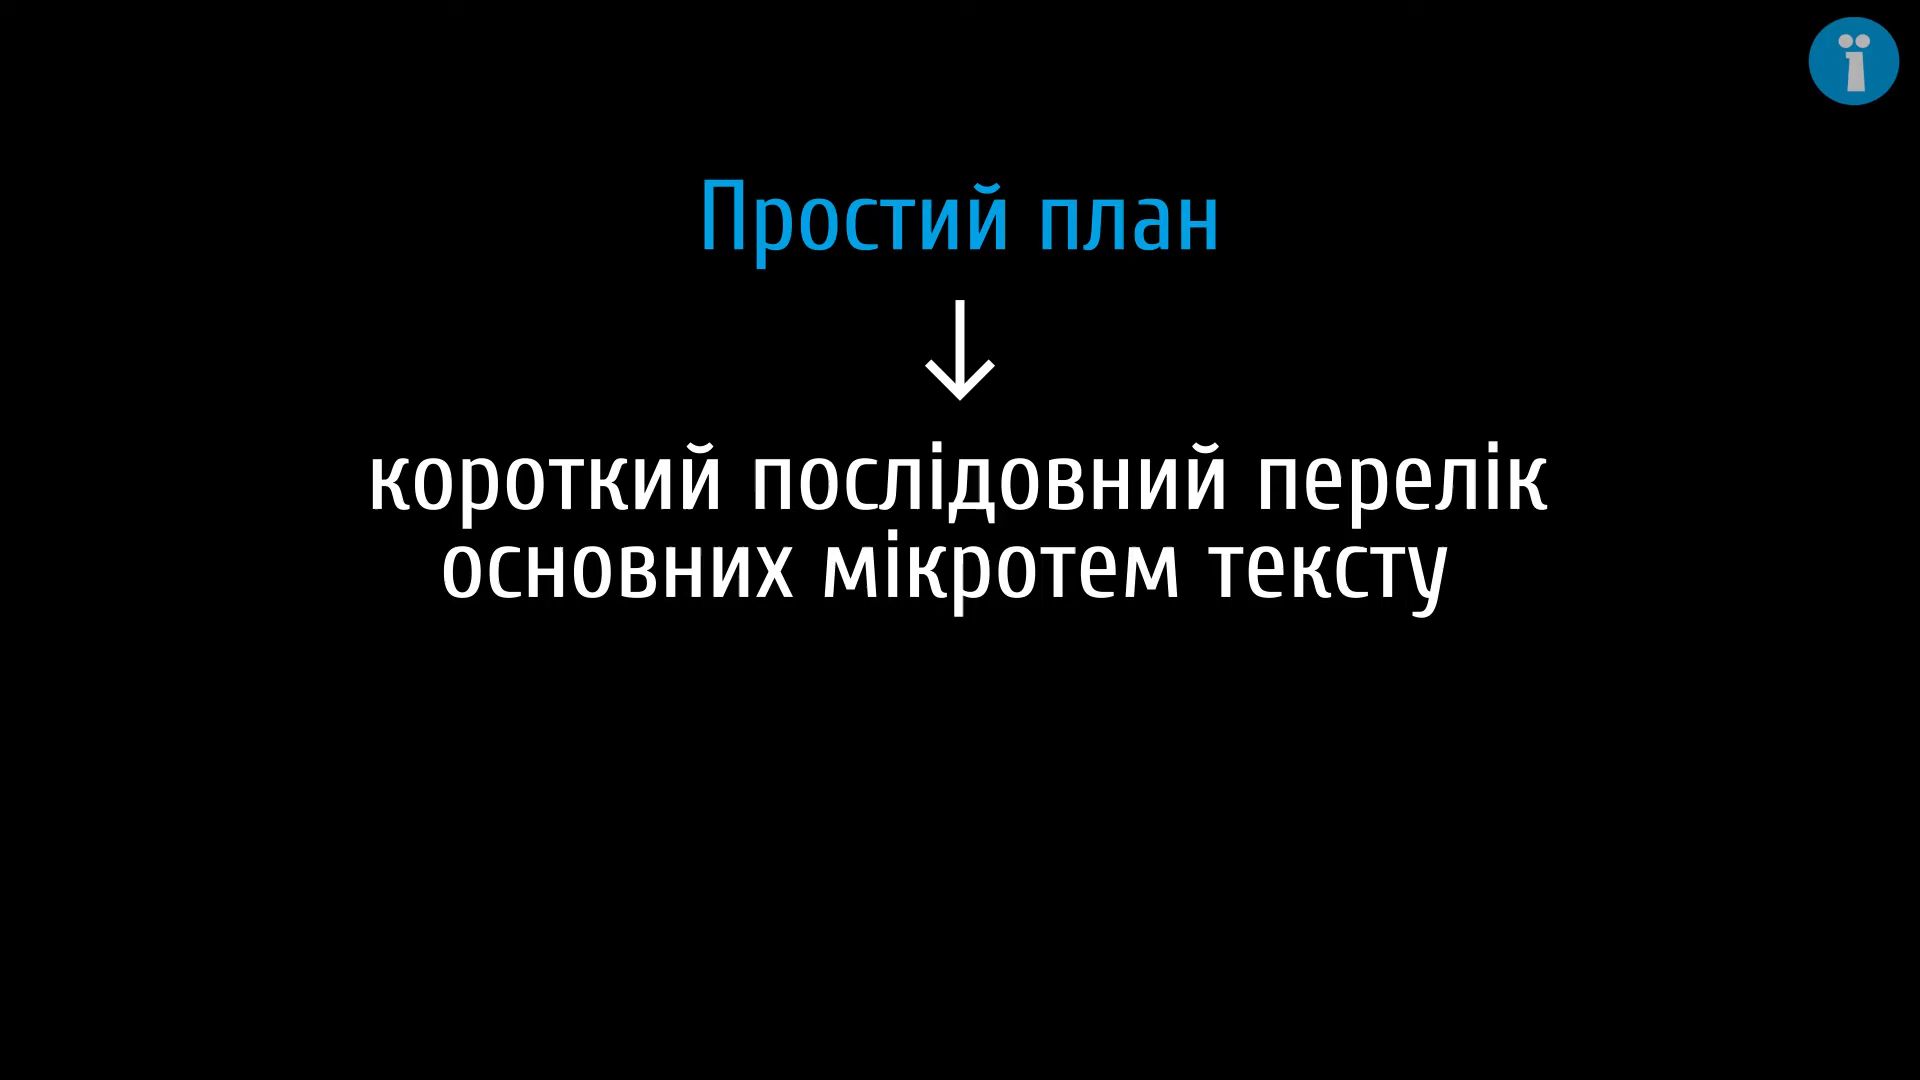 Простий план
короткий послідовний перелік
основних мікротем тексту
ї